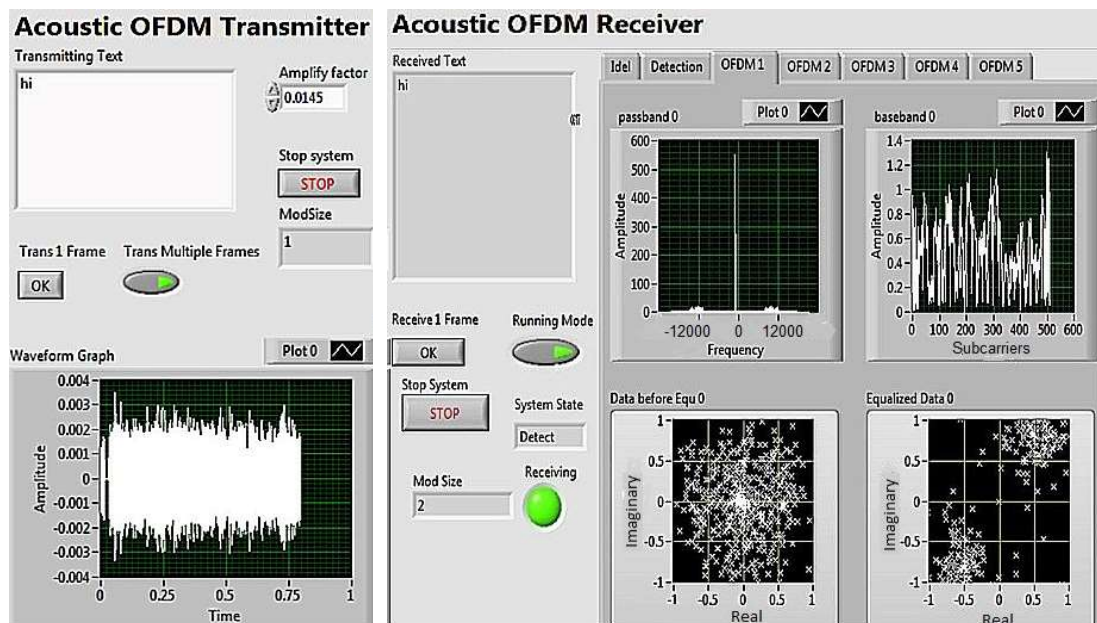 Acoustic OFDM Transmitter
Transmitting Text
hi
Amplify factor
0.0145
Stop system
STOP
ModSize
1
Trans 1 Frame
Trans Multiple Frames
OK
Waveform Graph
Plot 0
0.004
0.003
0.002
0.001
0
-0.001
-0.002
-0.003
-0.004
Amplitude
0 0.25 0.5 0.75 1
Time
Acoustic OFDM Receiver
Received Text
hi
Receive 1 Frame
Running Mode
OK
Stop System
STOP
System State
Detect
Mod Size
2
Receiving
Idel Detection OFDM 1 OFDM 2 OFDM 3 OFDM 4 OFDM 5
passband 0
Plot 0
600
500
400
300
200
100
0
Amplitude
-12000 0 12000
Frequency
baseband 0
Plot 0
1.4
1.2
1
0.8
0.6
0.4
0.2
0
Amplitude
0 100 200 300 400 500 600
Subcarriers
Data before Equ 0
1
0.5
0
-0.5
-1
Imaginary
-1 -0.5 0 0.5 1
Real
Equalized Data 0
1
0.5
0
-0.5
-1
Imaginary
-1 -0.5 0 0.5 1
Real